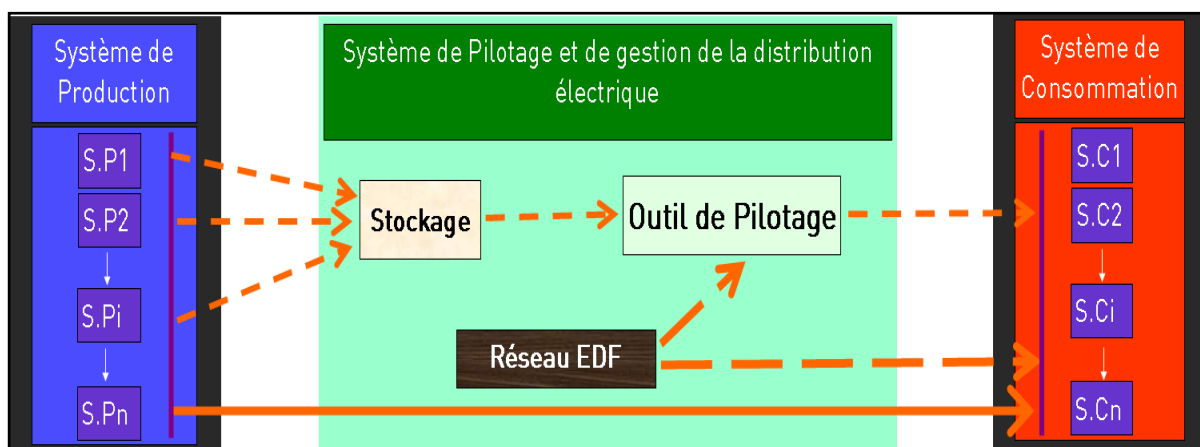 Système de
Production
Système de Pilotage et de gestion de la distribution
électrique
Système de
Consommation
S.P1
S.P2
S.Pi
S.Pn
Stockage
Outil de Pilotage
Réseau EDF
S.C1
S.C2
S.Ci
S.Cn